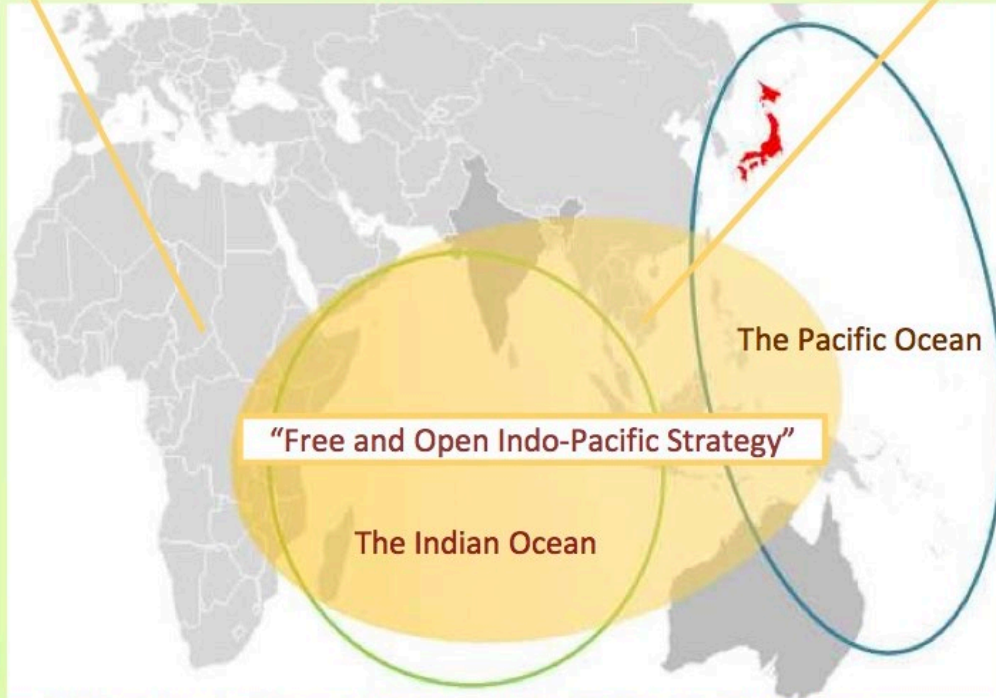 The Pacific Ocean
“Free and Open Indo-Pacific Strategy”
The Indian Ocean